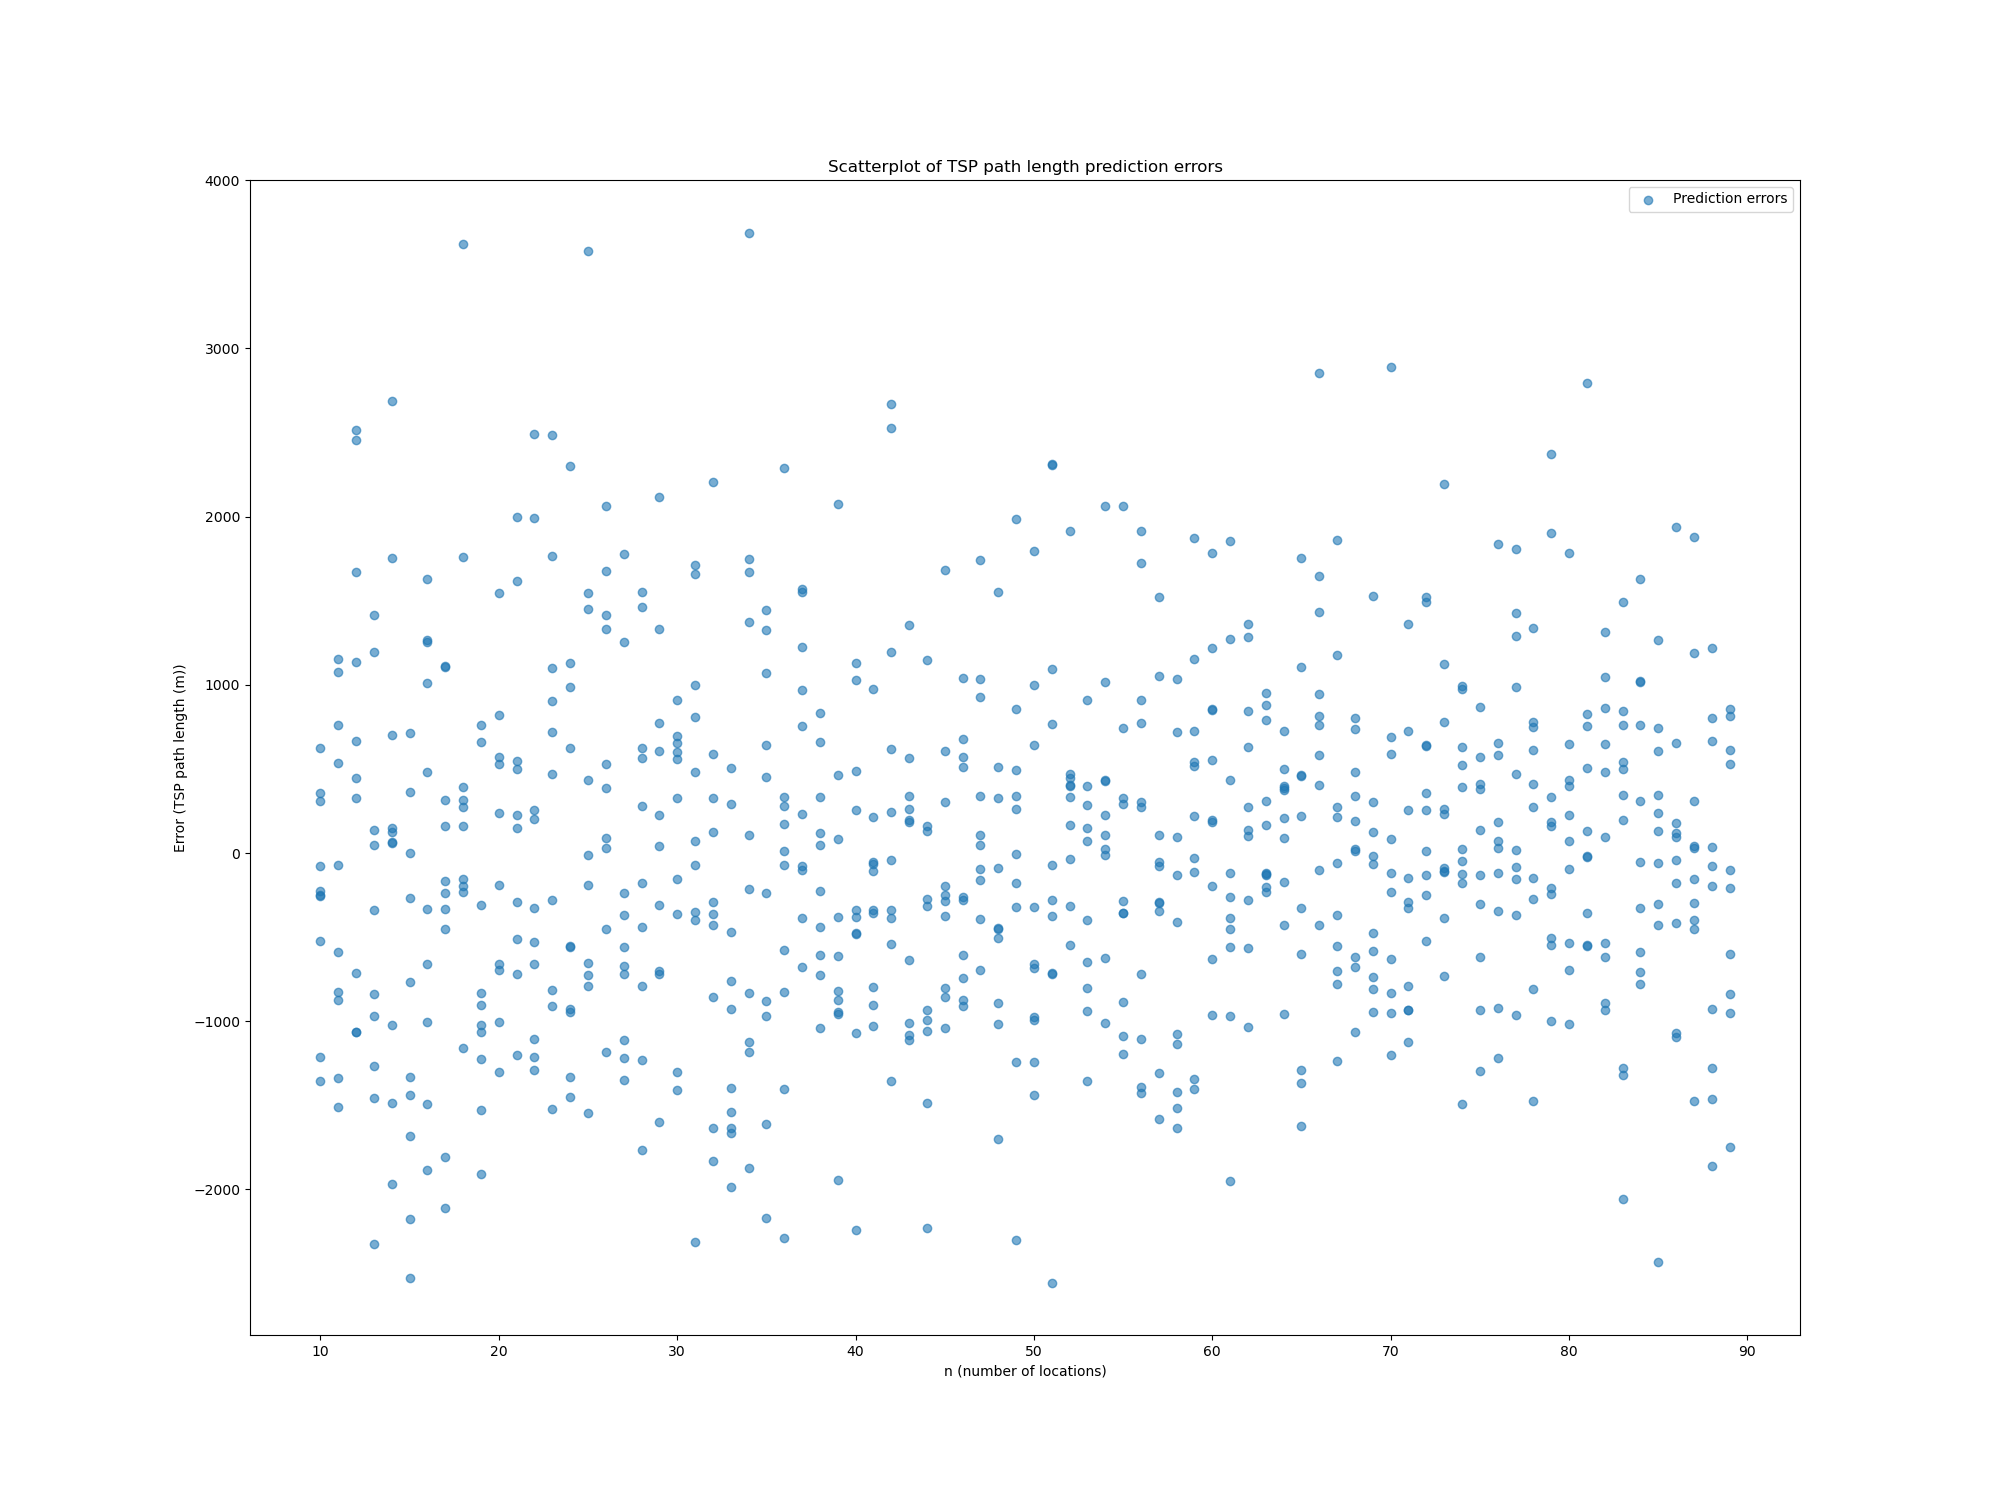 Scatterplot of TSP path length prediction errors
Prediction errors
4000
3000
2000
1000
0
−1000
−2000
Error (TSP path length (m))
10 20 30 40 50 60 70 80 90
n (number of locations)